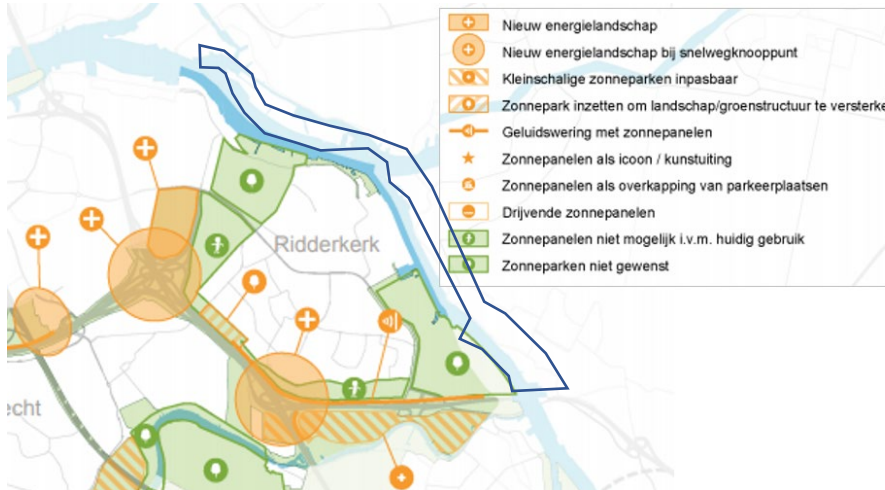 Nieuw energielandschap
Nieuw energielandschap bij snelwegknooppunt
Kleinschalige zonneparken inpasbaar
Zonnepark inzetten om landschap/groenstructuur te versterke
Geluidswering met zonnepanelen
Zonnepanelen als icoon / kunstuiting
Zonnepanelen als overkapping van parkeerplaatsen
Drijvende zonnepanelen
Zonnepanelen niet mogelijk i.v.m. huidig gebruik
Zonneparken niet gewenst
Ridderkerk
echt